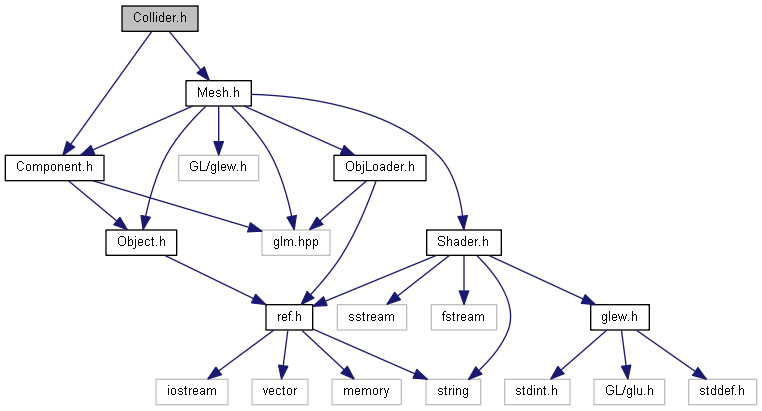 Collider.h
Mesh.h
Component.h
GL/glew.h
ObjLoader.h
Object.h
glm.hpp
Shader.h
ref.h
sstream
fstream
glew.h
iostream
vector
memory
string
stdint.h
GL/glu.h
stddef.h